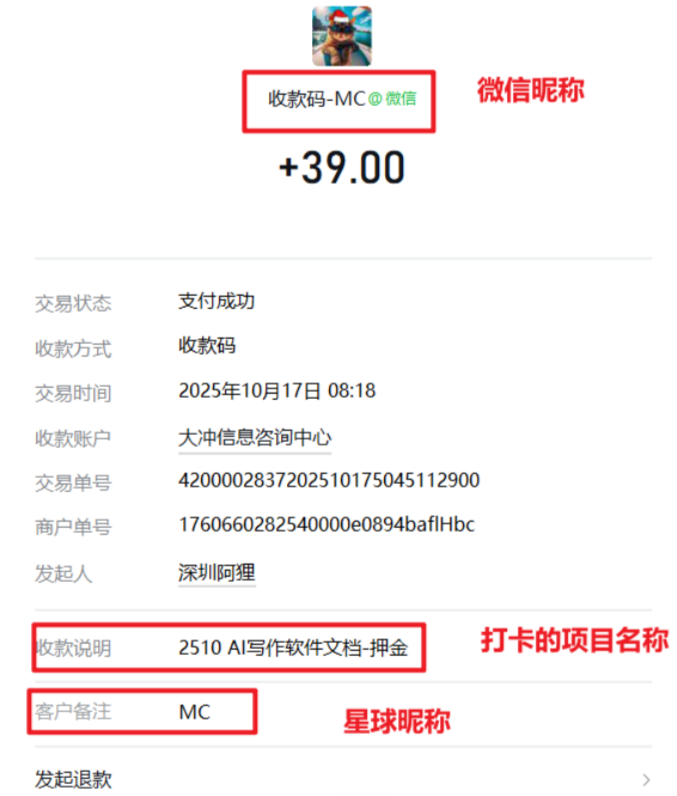 收款码-MC@微信
微信昵称
+39.00
交易状态 支付成功
收款方式 收款码
交易时间 2025年10月17日 08:18
收款账户 大冲信息咨询中心
交易单号 4200002837202510175045112900
商户单号 1760660282540000e0894baflHbc
发起人 深圳阿狸
收款说明 2510 AI写作软件文档-押金
打卡的项目名称
客户备注 MC
星球昵称
发起退款